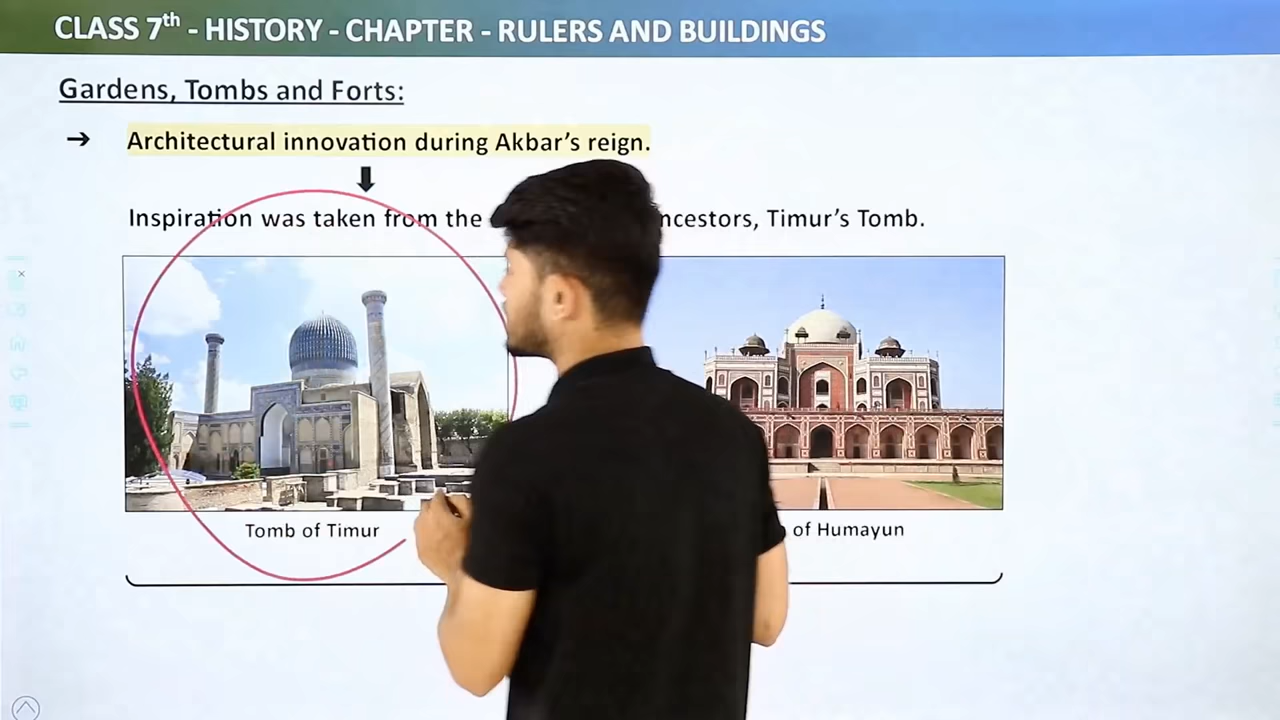 CLASS 7th - HISTORY - CHAPTER - RULERS AND BUILDINGS
Gardens, Tombs and Forts:
➔ Architectural innovation during Akbar's reign.
Inspiration was taken from the ncestors, Timur's Tomb.
Tomb of Timur
of Humayun